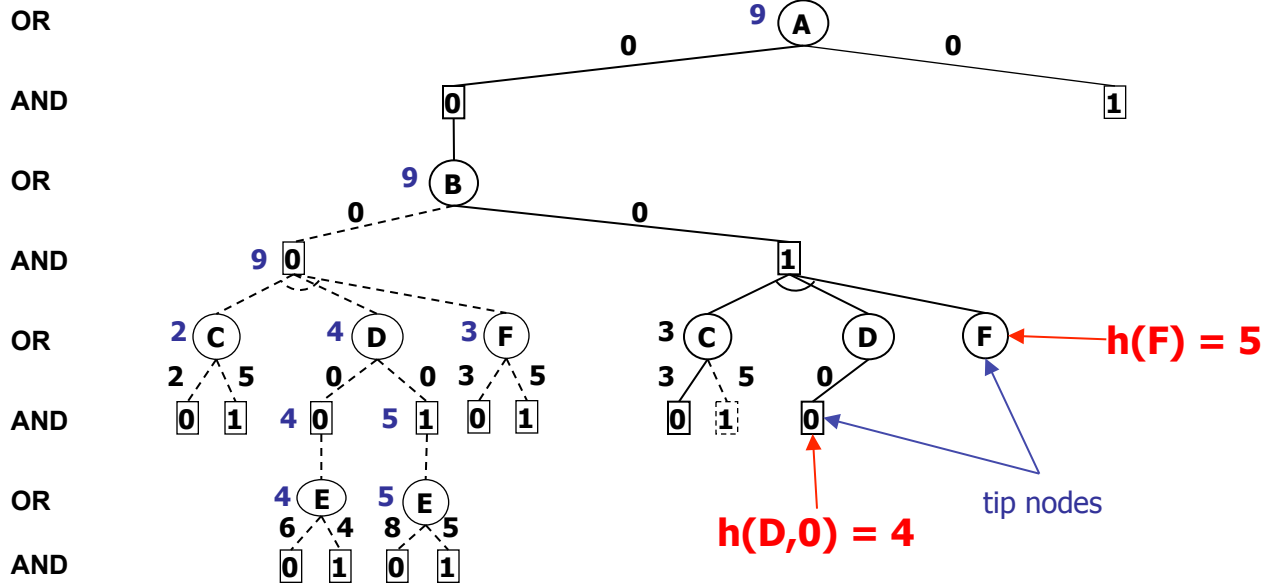 OR 9 A
0 0
AND 0 1
OR 9 B
0 0
AND 9 0 1
OR 2 C 4 D 3 F 3 C D F h(F) = 5
2 5 0 0 3 5 3 5 0
AND 0 1 4 0 5 1 0 1 0 1 0
OR 4 E 5 E tip nodes
6 4 8 5 h(D,0) = 4
AND 0 1 0 1